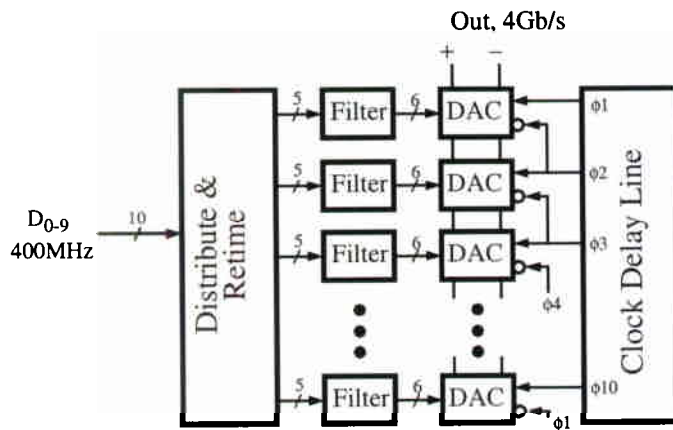 Out, 4Gb/s
+ −
5 Filter 6 DAC ϕ1
5 Filter 6 DAC ϕ2
D0-9 10
400MHz
Distribute &
Retime
5 Filter 6 DAC ϕ3
ϕ4
Clock Delay Line
5 Filter 6 DAC ϕ10
ϕ1